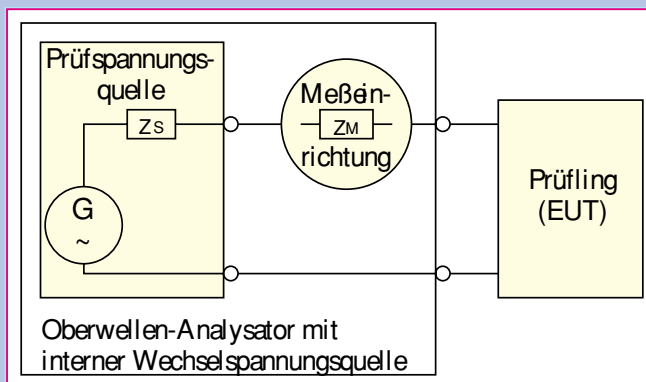 Prüfspannungs-
quelle
ZS
G
~
Meßein-
ZM
richtung
Prüfling
(EUT)
Oberwellen-Analysator mit
interner Wechselspannungsquelle